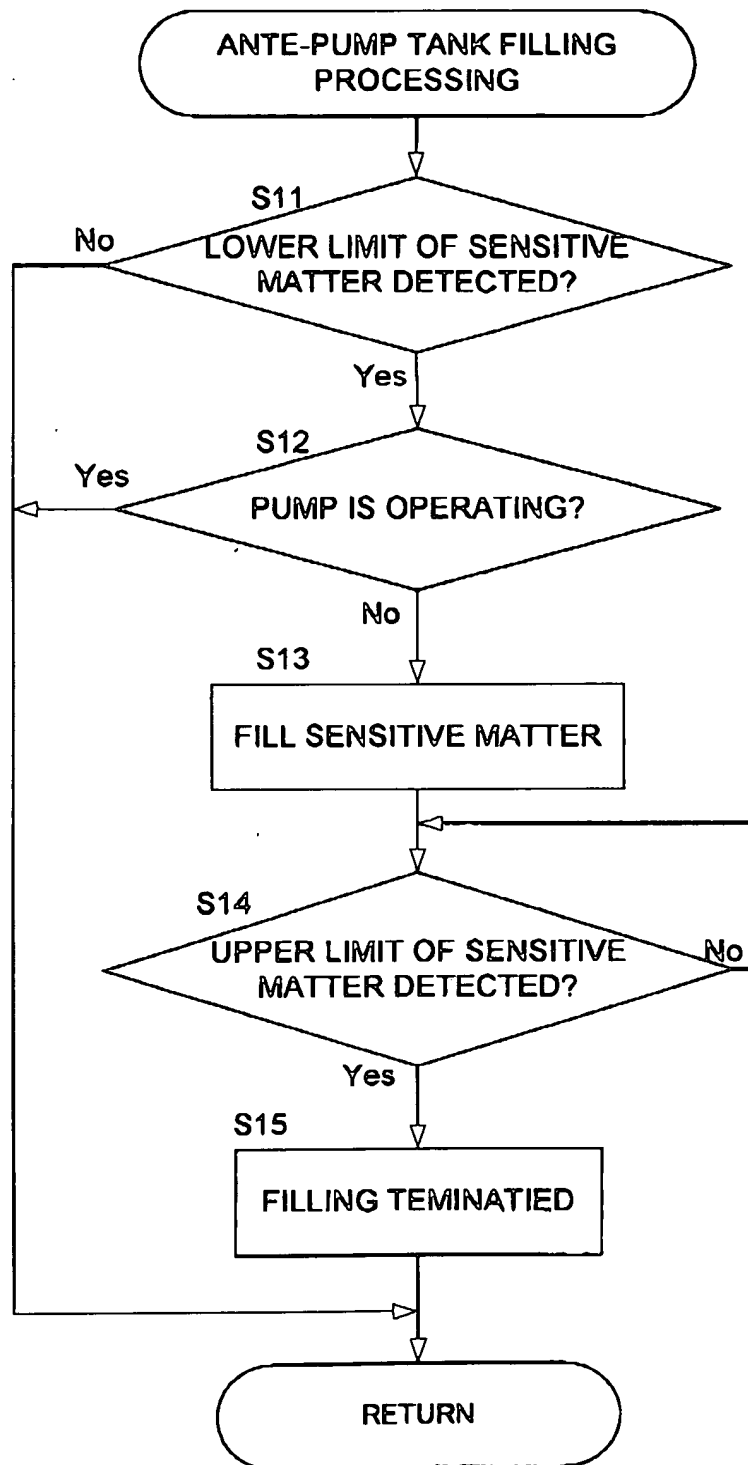 ANTE-PUMP TANK FILLING
PROCESSING
S11
No
LOWER LIMIT OF SENSITIVE
MATTER DETECTED?
Yes
S12
Yes
PUMP IS OPERATING?
No
S13
FILL SENSITIVE MATTER
S14
UPPER LIMIT OF SENSITIVE
MATTER DETECTED?
No
Yes
S15
FILLING TEMINATIED
RETURN